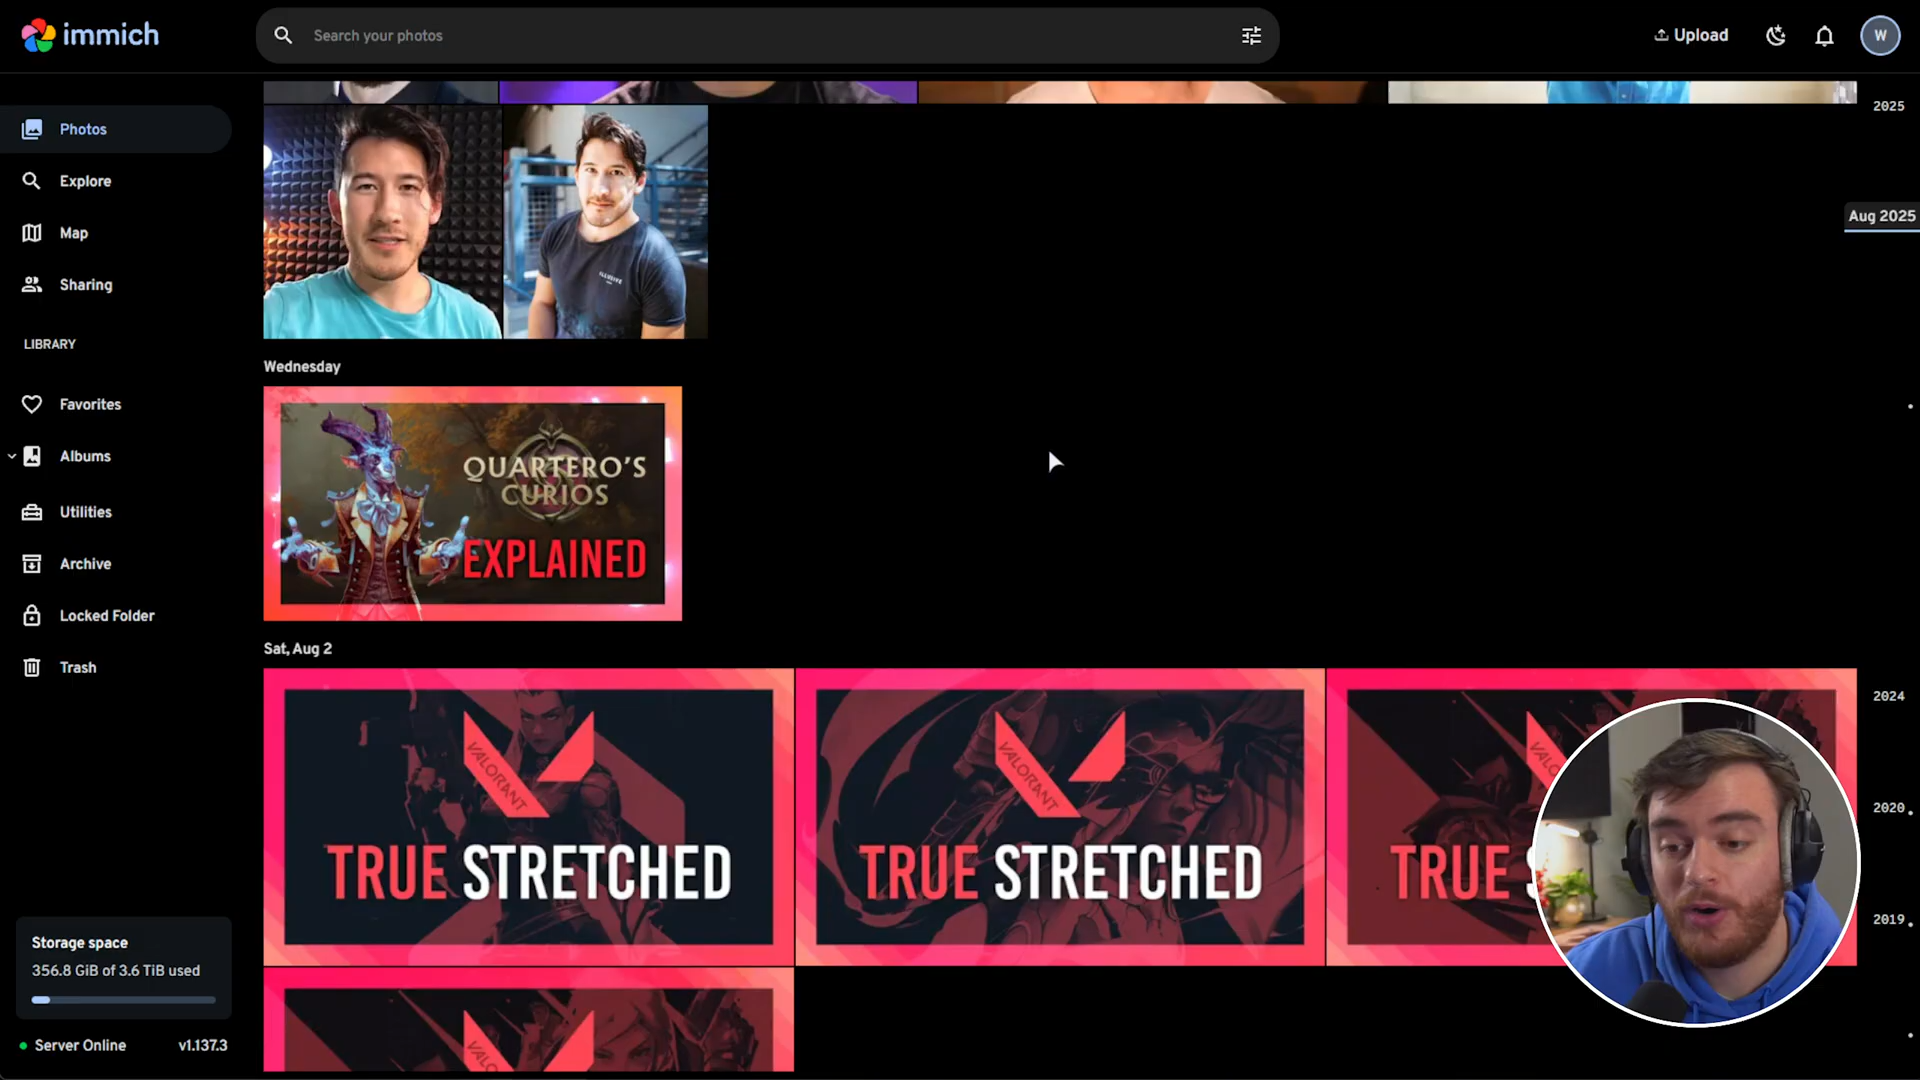 immich
Search your photos
Upload
W
Photos
Explore
Map
Sharing
LIBRARY
Favorites
Albums
Utilities
Archive
Locked Folder
Trash
Storage space
356.8 GiB of 3.6 TiB used
Server Online
v1.137.3
2025
Aug 2025
Wednesday
QUARTERO'S
CURIOS
EXPLAINED
Sat, Aug 2
VALORANT
TRUE STRETCHED
VALORANT
TRUE STRETCHED
TRUE
2024
2020
2019